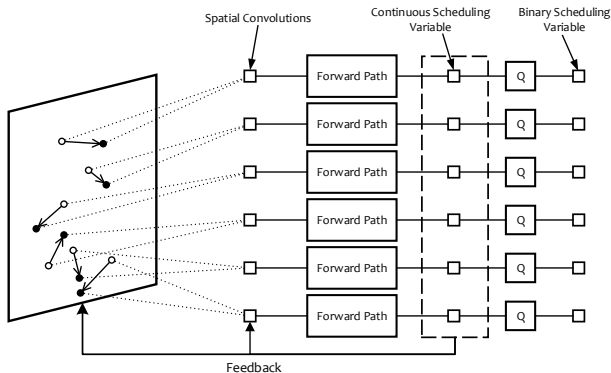 Spatial Convolutions
Continuous Scheduling
Variable
Binary Scheduling
Variable
Forward Path
Q
Forward Path
Q
Forward Path
Q
Forward Path
Q
Forward Path
Q
Forward Path
Q
Feedback